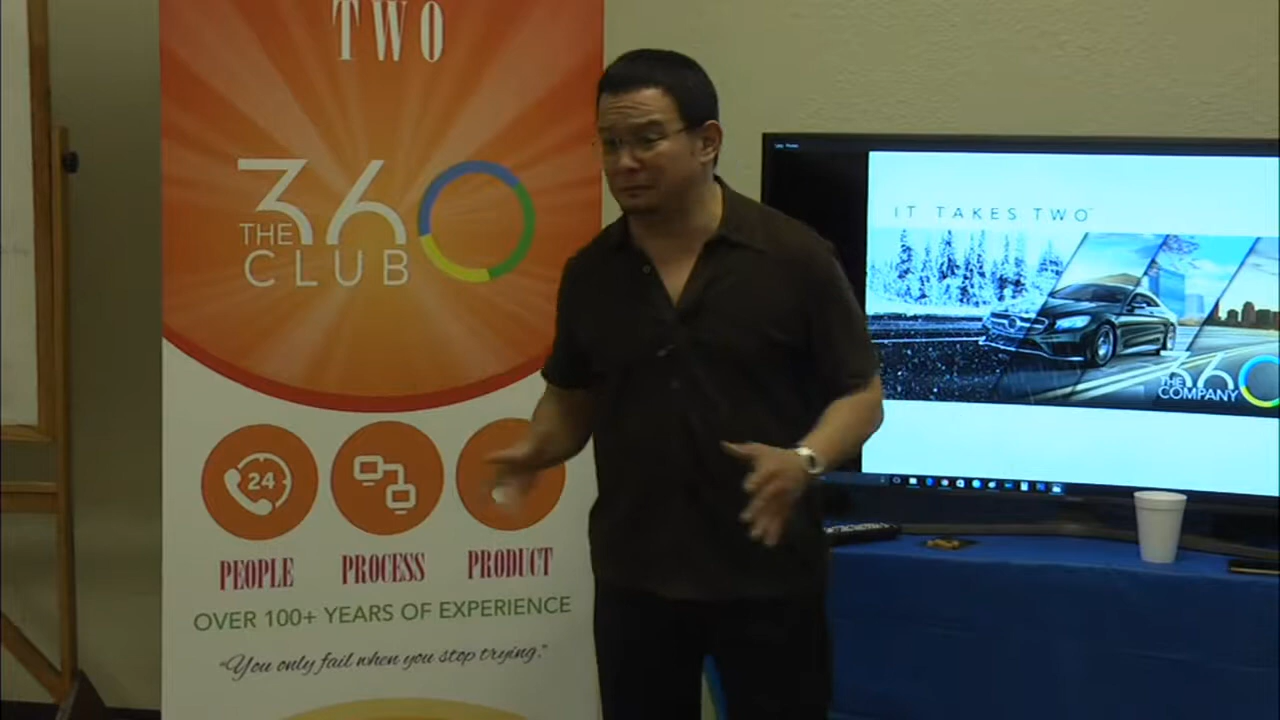 TWO
360
THE
CLUB
24
PEOPLE PROCESS PRODUCT
OVER 100+ YEARS OF EXPERIENCE
"You only fail when you stop trying."
IT TAKES TWO
360
THE
COMPANY